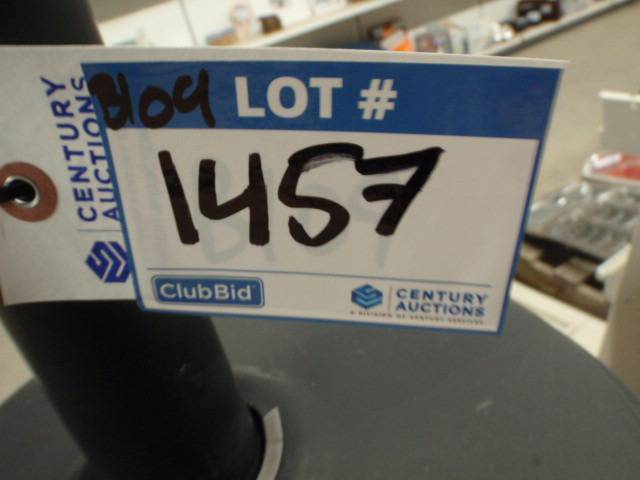 CENTURY
AUCTIONS
B104 LOT #
1457
ClubBid
CENTURY
AUCTIONS
A DIVISION OF CENTURY SERVICES